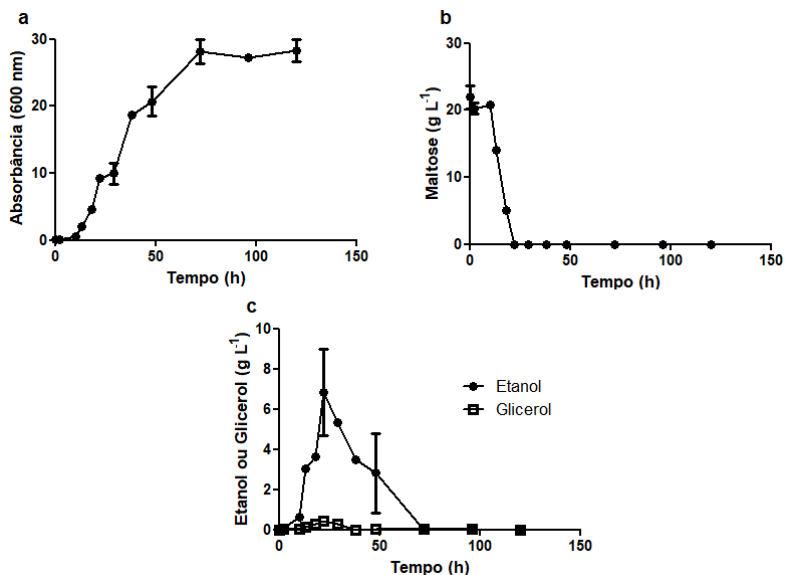 a
Absorbância (600 nm)
30
20
10
0
0
50
100
150
Tempo (h)
b
Maltose (g L⁻¹)
30
20
10
0
0
50
100
150
Tempo (h)
c
Etanol ou Glicerol (g L⁻¹)
10
8
6
4
2
0
0
50
100
150
Tempo (h)
Etanol
Glicerol